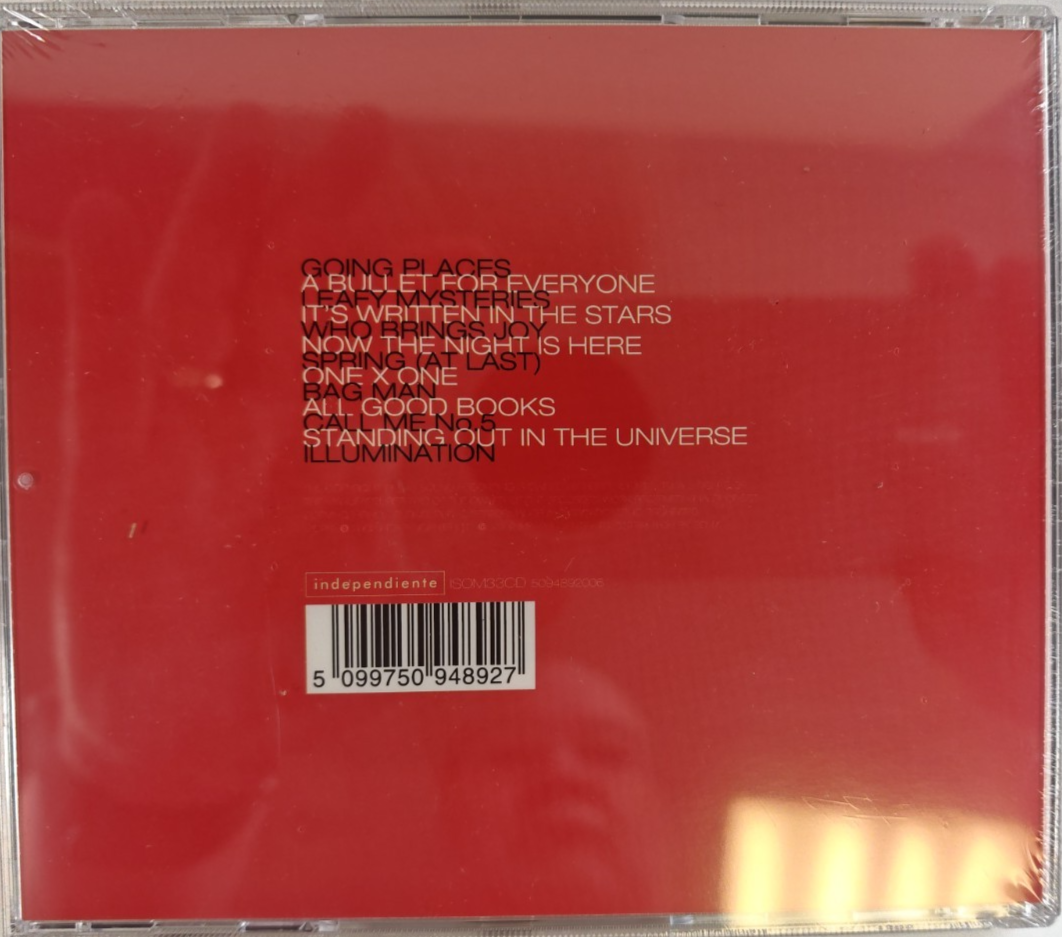 GOING PLACES
A BULLET FOR EVERYONE
LEAFY MYSTERIES
IT'S WRITTEN IN THE STARS
WHO BRINGS JOY
NOW THE NIGHT IS HERE
SPRING (AT LAST)
ONE X ONE
BAG MAN
ALL GOOD BOOKS
CALL ME No.5
STANDING OUT IN THE UNIVERSE
ILLUMINATION
independiente ISOM33CD 5094892006
5 099750 948927